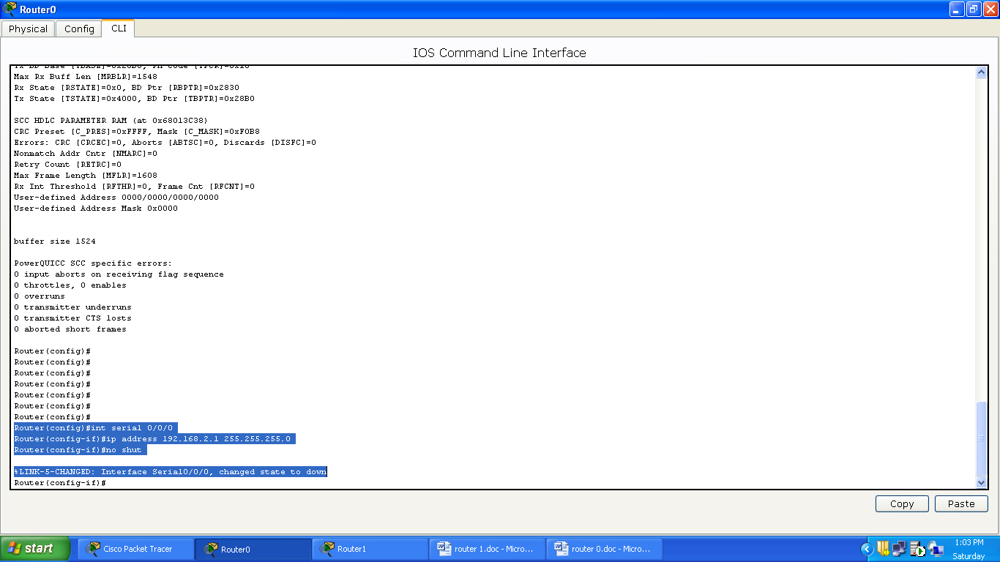 Router0
Physical
Config
CLI
IOS Command Line Interface
Max Rx Buff Len [MRBLR]=1548
Rx State [RSTATE]=0x0, BD Ptr [RBPTR]=0x2830
Tx State [TSTATE]=0x4000, BD Ptr [TBPTR]=0x28B0
SCC HDLC PARAMETER RAM (at 0x68013C38)
CRC Preset [C_PRES]=0xFFFF, Mask [C_MASK]=0xF0B8
Errors: CRC [CRCEC]=0, Aborts [ABTSC]=0, Discards [DISFC]=0
Nonmatch Addr Cntr [NMARC]=0
Retry Count [RETRC]=0
Max Frame Length [MFLR]=1608
Rx Int Threshold [RFTHR]=0, Frame Cnt [RFCNT]=0
User-defined Address 0000/0000/0000/0000
User-defined Address Mask 0x0000
buffer size 1524
PowerQUICC SCC specific errors:
0 input aborts on receiving flag sequence
0 throttles, 0 enables
0 overruns
0 transmitter underruns
0 transmitter CTS losts
0 aborted short frames
Router(config)#
Router(config)#
Router(config)#
Router(config)#
Router(config)#
Router(config)#
Router(config)#
Router(config)#int serial 0/0/0
Router(config-if)#ip address 192.168.2.1 255.255.255.0
Router(config-if)#no shut
%LINK-5-CHANGED: Interface Serial0/0/0, changed state to down
Router(config-if)#
Copy
Paste
start
Cisco Packet Tracer
Router0
Router1
router 1.doc - Micro...
router 0.doc - Micro...
1:03 PM
Saturday